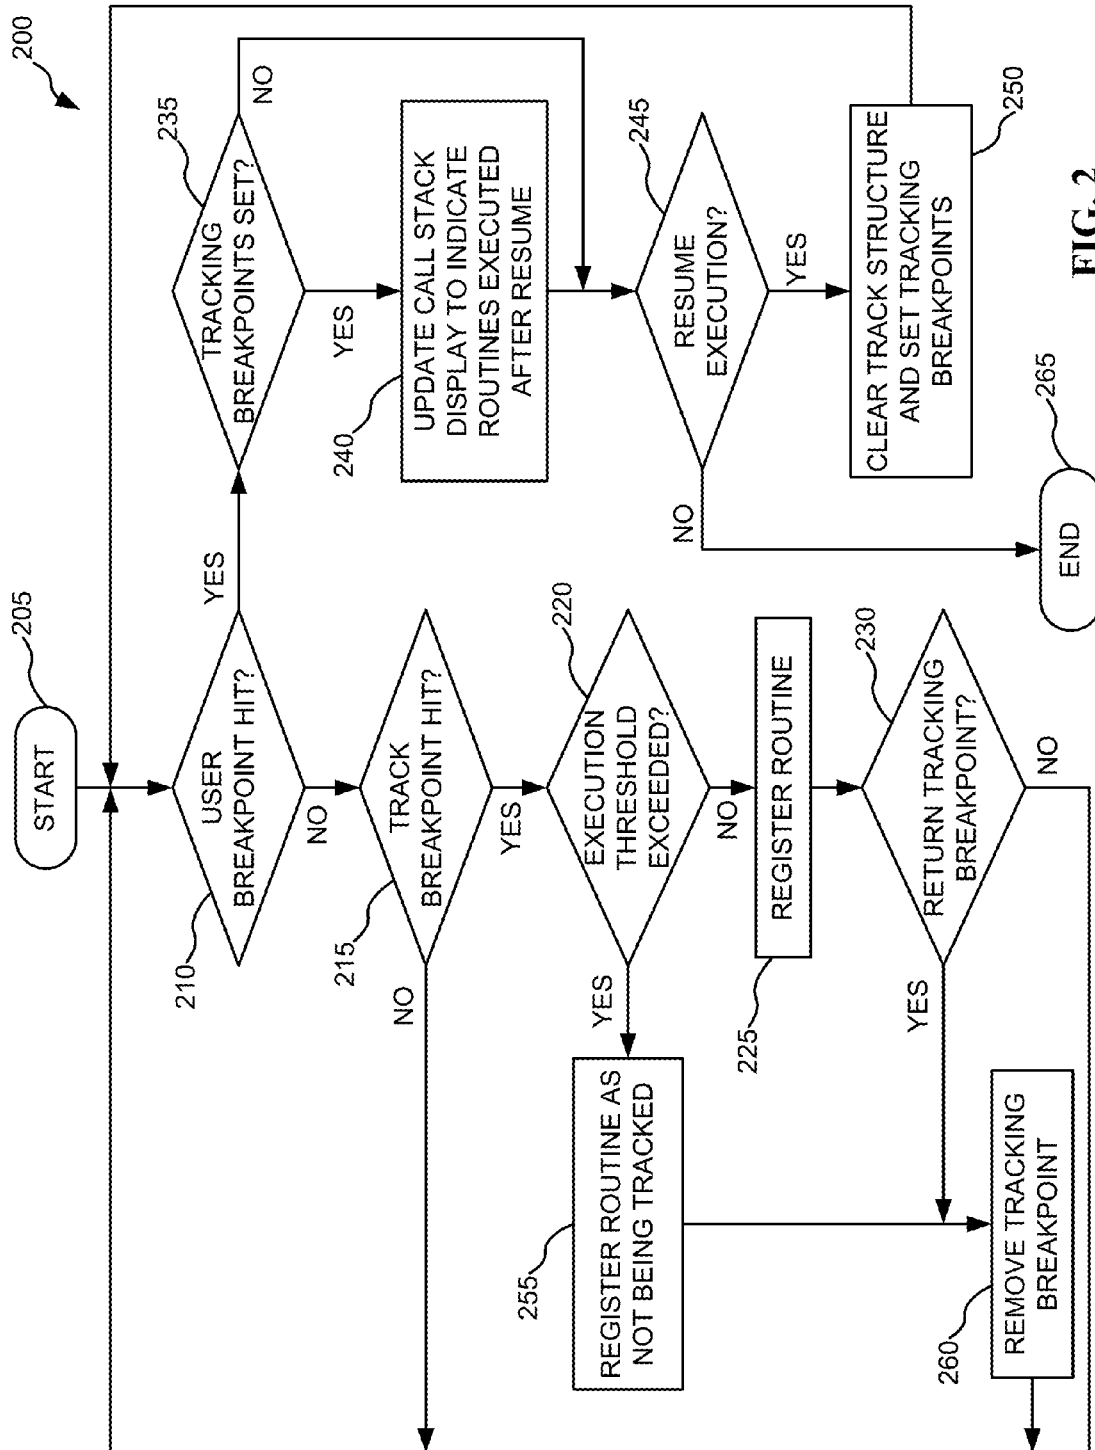 200
START
205
USER
BREAKPOINT HIT?
210
YES
NO
TRACKING
BREAKPOINTS SET?
235
NO
YES
UPDATE CALL STACK
DISPLAY TO INDICATE
ROUTINES EXECUTED
AFTER RESUME
240
RESUME
EXECUTION?
245
NO
YES
CLEAR TRACK STRUCTURE
AND SET TRACKING
BREAKPOINTS
250
END
265
TRACK
BREAKPOINT HIT?
215
NO
YES
EXECUTION
THRESHOLD
EXCEEDED?
220
YES
NO
REGISTER ROUTINE AS
NOT BEING TRACKED
255
REGISTER ROUTINE
225
RETURN TRACKING
BREAKPOINT?
230
YES
NO
REMOVE TRACKING
BREAKPOINT
260
FIG. 2